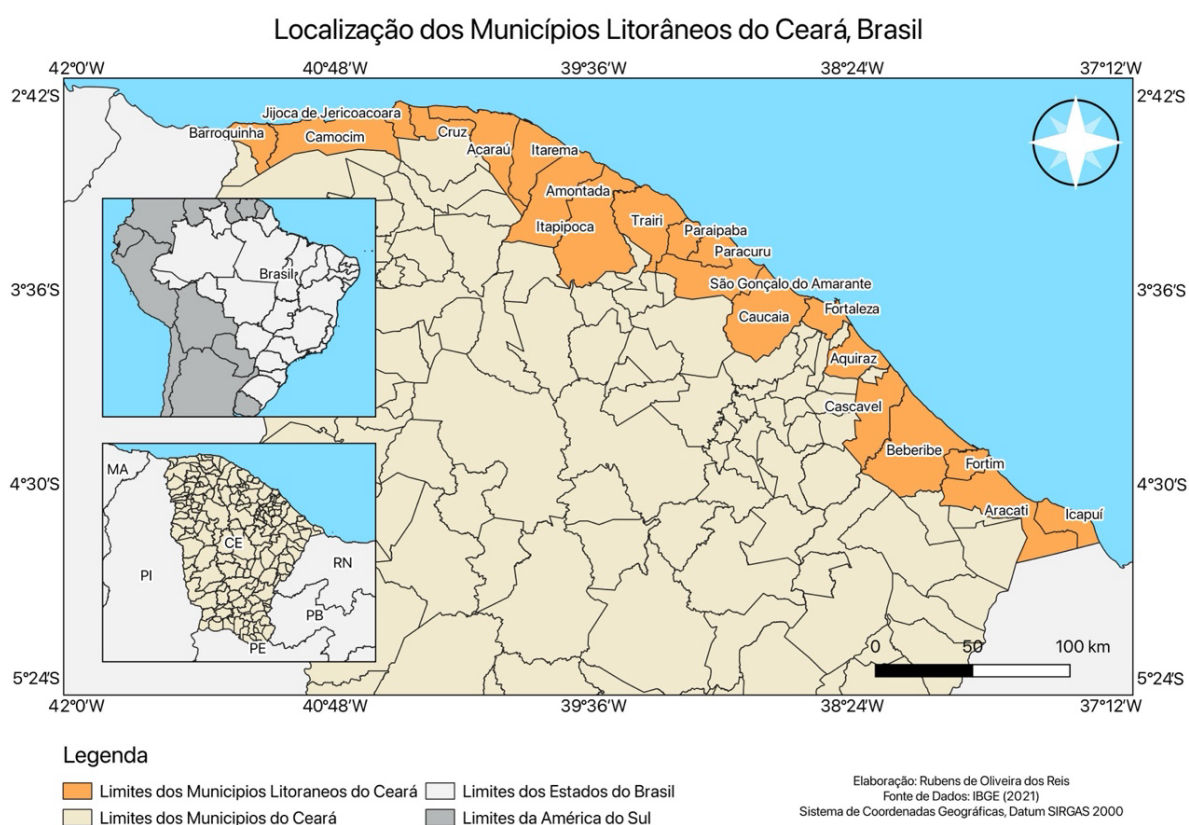 Localização dos Municípios Litorâneos do Ceará, Brasil
42°0'W 40°48'W 39°36'W 38°24'W 37°12'W
2°42'S 2°42'S
Jijoca de Jericoacoara
Barroquinha Camocim Cruz
Acaraú Itarema
Amontada
Itapipoca Trairi Paraipaba
Paracuru
São Gonçalo do Amarante
3°36'S 3°36'S
Caucaia Fortaleza
Aquiraz
Cascavel
Beberibe
Fortim
4°30'S 4°30'S
Aracati Icapuí
Brasil
MA
CE
PI RN
PB
PE
0 50 100 km
5°24'S 5°24'S
42°0'W 40°48'W 39°36'W 38°24'W 37°12'W
Legenda
Limites dos Municipios Litoraneos do Ceará Limites dos Estados do Brasil
Limites dos Municipios do Ceará Limites da América do Sul
Elaboração: Rubens de Oliveira dos Reis
Fonte de Dados: IBGE (2021)
Sistema de Coordenadas Geográficas, Datum SIRGAS 2000